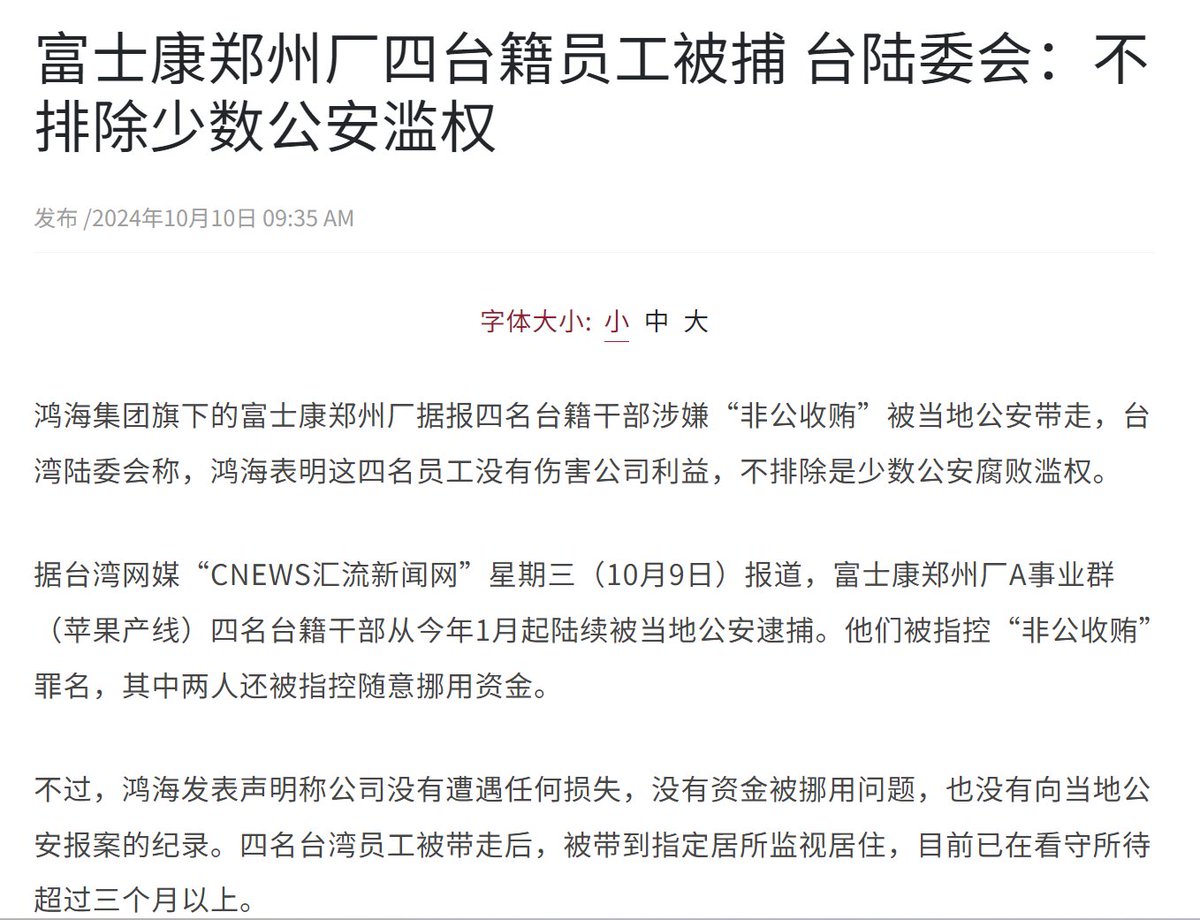 富士康郑州厂四台籍员工被捕 台陆委会：不
排除少数公安滥权
发布 /2024年10月10日 09:35 AM
字体大小: 小 中 大
鸿海集团旗下的富士康郑州厂据报四名台籍干部涉嫌“非公收贿”被当地公安带走，台
湾陆委会称，鸿海表明这四名员工没有伤害公司利益，不排除是少数公安腐败滥权。
据台湾网媒“CNEWS汇流新闻网”星期三（10月9日）报道，富士康郑州厂A事业群
（苹果产线）四名台籍干部从今年1月起陆续被当地公安逮捕。他们被指控“非公收贿”
罪名，其中两人还被指控随意挪用资金。
不过，鸿海发表声明称公司没有遭遇任何损失，没有资金被挪用问题，也没有向当地公
安报案的纪录。四名台湾员工被带走后，被带到指定居所监视居住，目前已在看守所待
超过三个月以上。